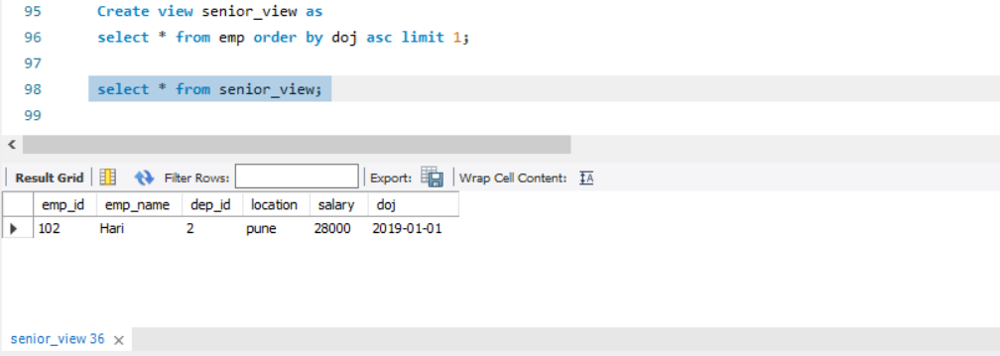 95 Create view senior_view as
96 select * from emp order by doj asc limit 1;
97
98 select * from senior_view;
99
Result Grid Filter Rows: Export: Wrap Cell Content: IA
emp_id emp_name dep_id location salary doj
102 Hari 2 pune 28000 2019-01-01
senior_view 36 ×